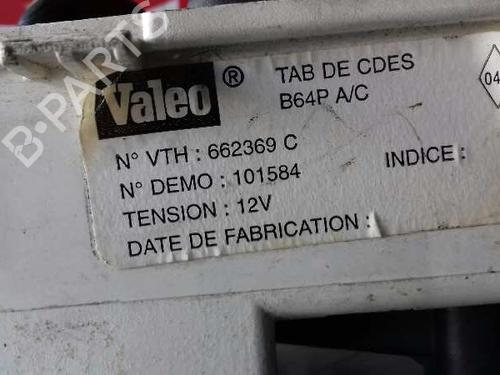 Valeo ® TAB DE CDES
B64P A/C
04
N° VTH : 662369 C
N° DEMO : 101584
INDICE :
TENSION : 12V
DATE DE FABRICATION :
B-PARTS